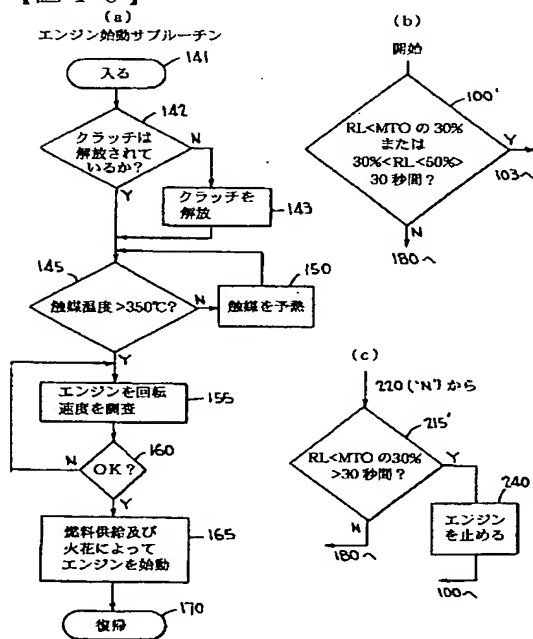 (a)
エンジン始動サブルーチン
入る
141
142
クラッチは
解放されて
いるか?
N
Y
クラッチを
解放
143
145
触媒温度>350℃?
N
Y
触媒を予熱
150
エンジンを回転
速度を調査
155
OK?
160
N
Y
燃料供給及び
火花によって
エンジンを始動
165
復帰
170
(b)
開始
100'
RL<MTOの30%
または
30%<RL<50%>
30秒間?
Y
103へ
N
180へ
(c)
220('N')から
215'
RL<MTOの30%
>30秒間?
Y
N
180へ
240
エンジン
を止める
100へ